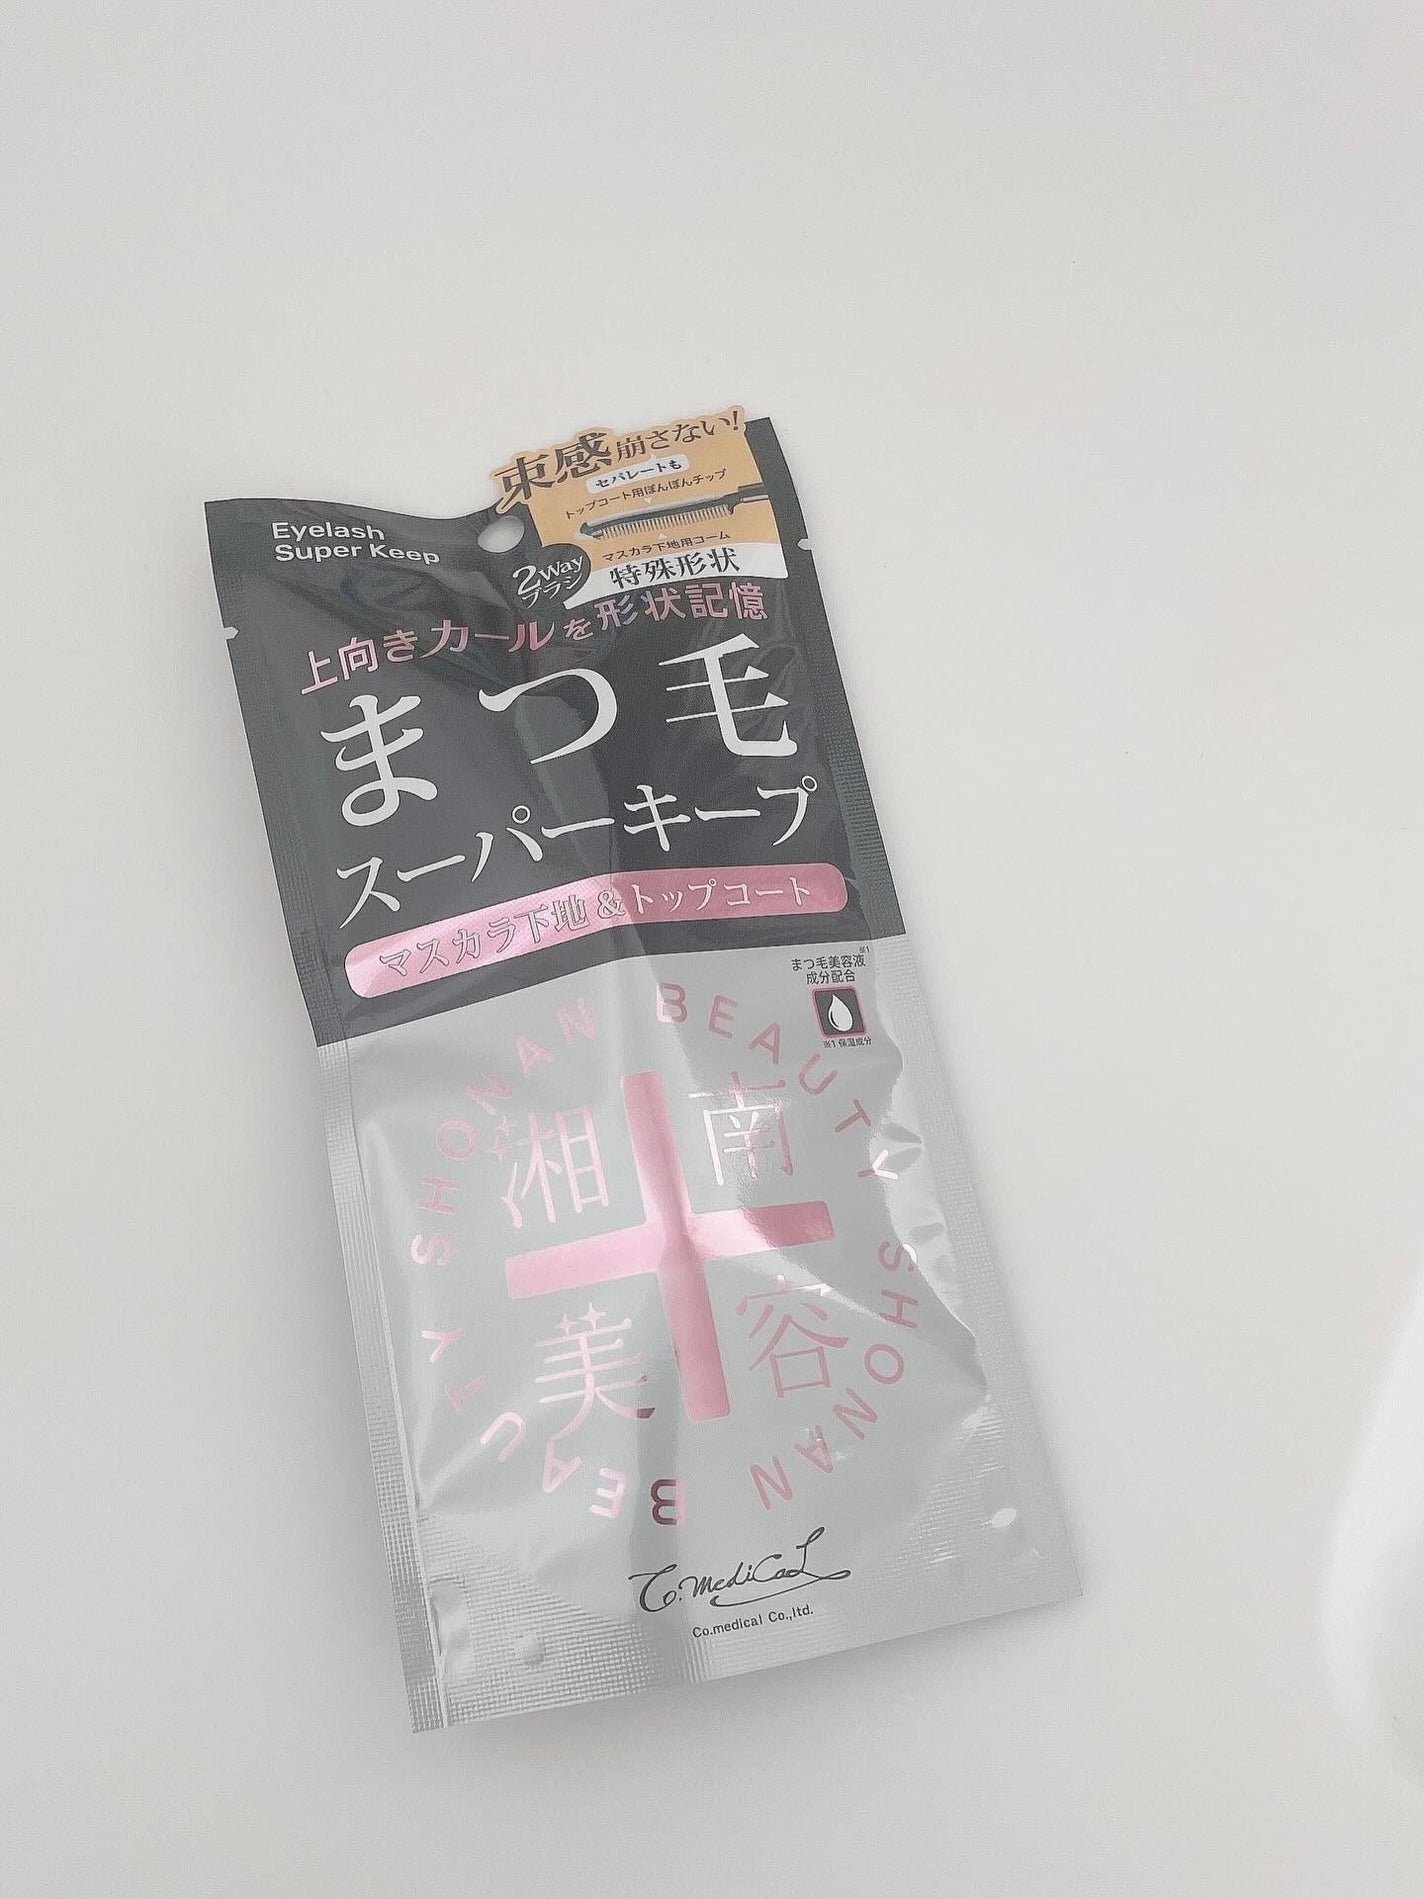 束感崩さない!
セパレートも
トップコート用ぽんぽんチップ
マスカラ下地用コーム
特殊形状
2way
ブラシ
Eyelash
Super Keep
上向きカールを形状記憶
まつ毛
スーパーキープ
マスカラ下地&トップコート
まつ毛美容液※1
成分配合
※1 保湿成分
SHONAN BEAUTY SHONAN BEAUTY
湘南
美容
Co.medical
Co.medical Co.,ltd.